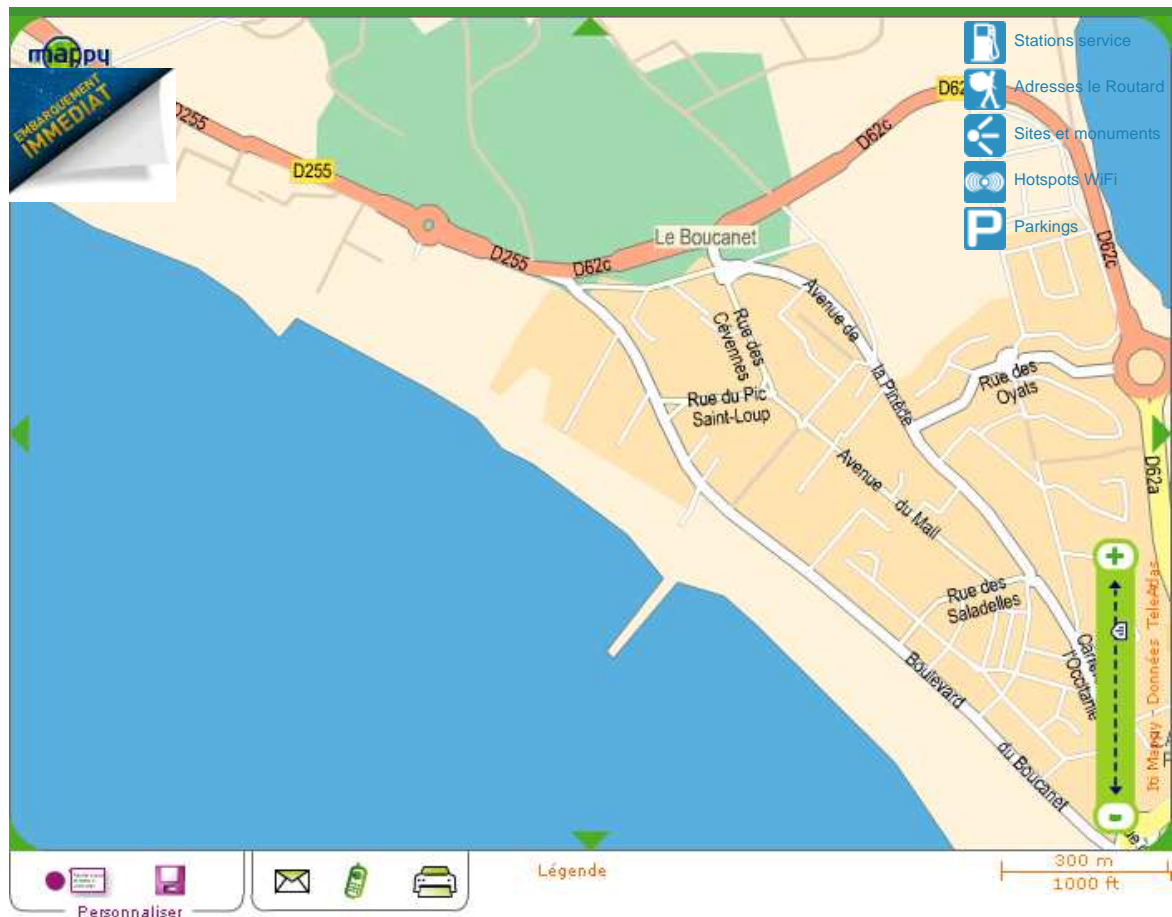 mappy
EMBARQUEMENT
IMMEDIAT
Stations service
Adresses le Routard
Sites et monuments
Hotspots WiFi
Parkings
D255
D255
D255
D62c
D62c
D62c
Le Boucanet
Avenue de
la Pinède
Rue des
Cévennes
Rue du Pic
Saint-Loup
Rue des
Oyats
D62a
Avenue
du Mail
Rue des
Saladelles
l'Occitanie
Boulevard
du Boucanet
Iti Mappy - Données TeleAtlas
Personnaliser
Légende
300 m
1000 ft